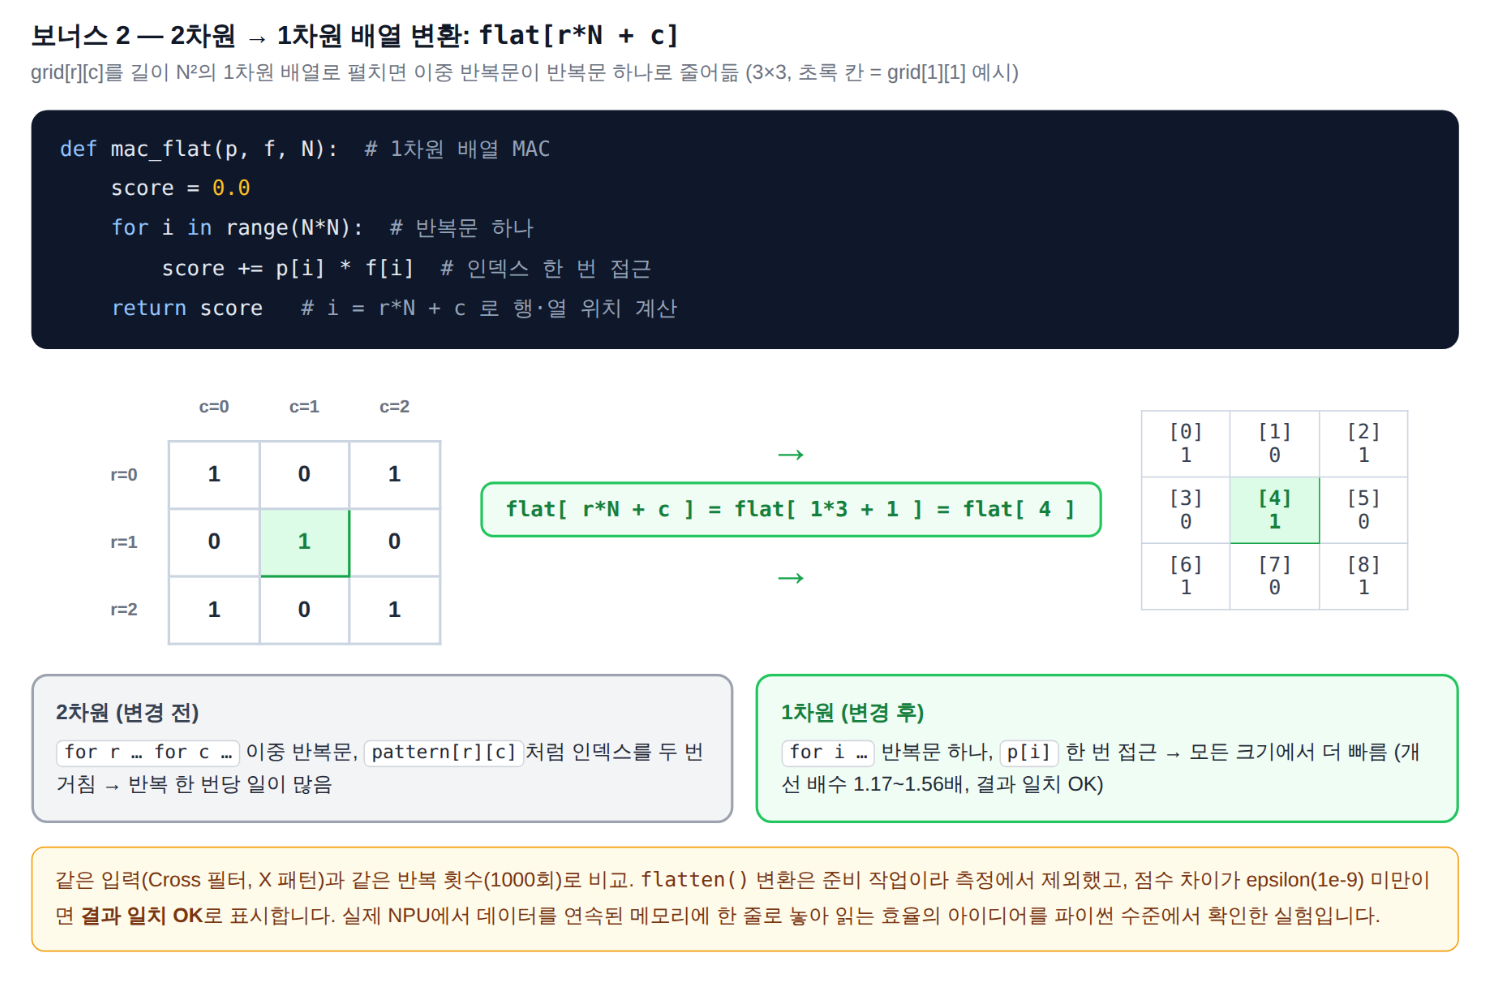 보너스 2 — 2차원 → 1차원 배열 변환: flat[r*N + c]
grid[r][c]를 길이 N²의 1차원 배열로 펼치면 이중 반복문이 반복문 하나로 줄어듦 (3×3, 초록 칸 = grid[1][1] 예시)
def mac_flat(p, f, N):  # 1차원 배열 MAC
    score = 0.0
    for i in range(N*N):  # 반복문 하나
        score += p[i] * f[i]  # 인덱스 한 번 접근
    return score   # i = r*N + c 로 행·열 위치 계산
c=0 c=1 c=2
r=0 1 0 1
r=1 0 1 0
r=2 1 0 1
→
flat[ r*N + c ] = flat[ 1*3 + 1 ] = flat[ 4 ]
→
[0] [1] [2]
1 0 1
[3] [4] [5]
0 1 0
[6] [7] [8]
1 0 1
2차원 (변경 전)
for r … for c … 이중 반복문, pattern[r][c]처럼 인덱스를 두 번
거침 → 반복 한 번당 일이 많음
1차원 (변경 후)
for i … 반복문 하나, p[i] 한 번 접근 → 모든 크기에서 더 빠름 (개
선 배수 1.17~1.56배, 결과 일치 OK)
같은 입력(Cross 필터, X 패턴)과 같은 반복 횟수(1000회)로 비교. flatten() 변환은 준비 작업이라 측정에서 제외했고, 점수 차이가 epsilon(1e-9) 미만이
면 결과 일치 OK로 표시합니다. 실제 NPU에서 데이터를 연속된 메모리에 한 줄로 놓아 읽는 효율의 아이디어를 파이썬 수준에서 확인한 실험입니다.